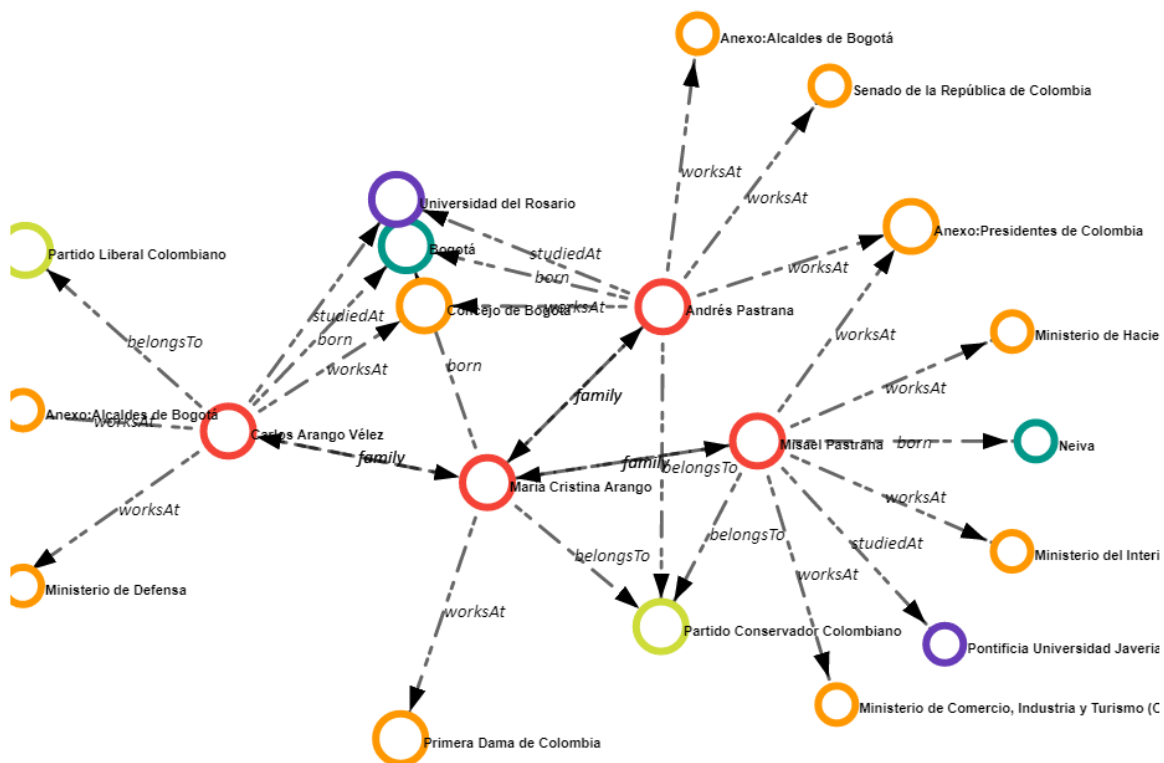 Anexo:Alcaldes de Bogotá
Senado de la República de Colombia
worksAt
worksAt
Universidad del Rosario
Anexo:Presidentes de Colombia
Partido Liberal Colombiano
Bogotá
studiedAt
worksAt
born
Concejo de Bogotá
worksAt
Andrés Pastrana
studiedAt
born
belongsTo
worksAt
born
worksAt
Ministerio de Hacie
worksAt
family
Anexo:Alcaldes de Bogotá
worksAt
Carlos Arango Vélez
born
Neiva
Misael Pastrana
family
family
belongsTo
María Cristina Arango
worksAt
worksAt
belongsTo
studiedAt
Ministerio del Interi
belongsTo
worksAt
Ministerio de Defensa
worksAt
Partido Conservador Colombiano
Pontificia Universidad Javeria
Ministerio de Comercio, Industria y Turismo (C
Primera Dama de Colombia